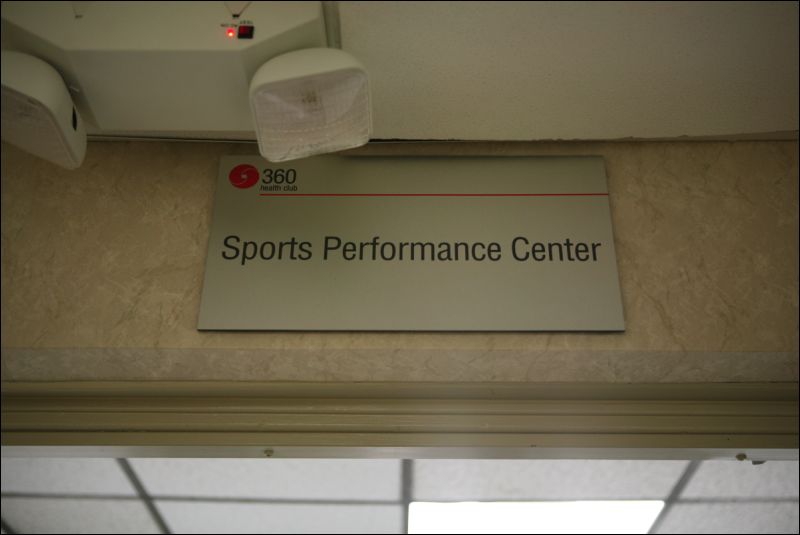 360
health club
Sports Performance Center